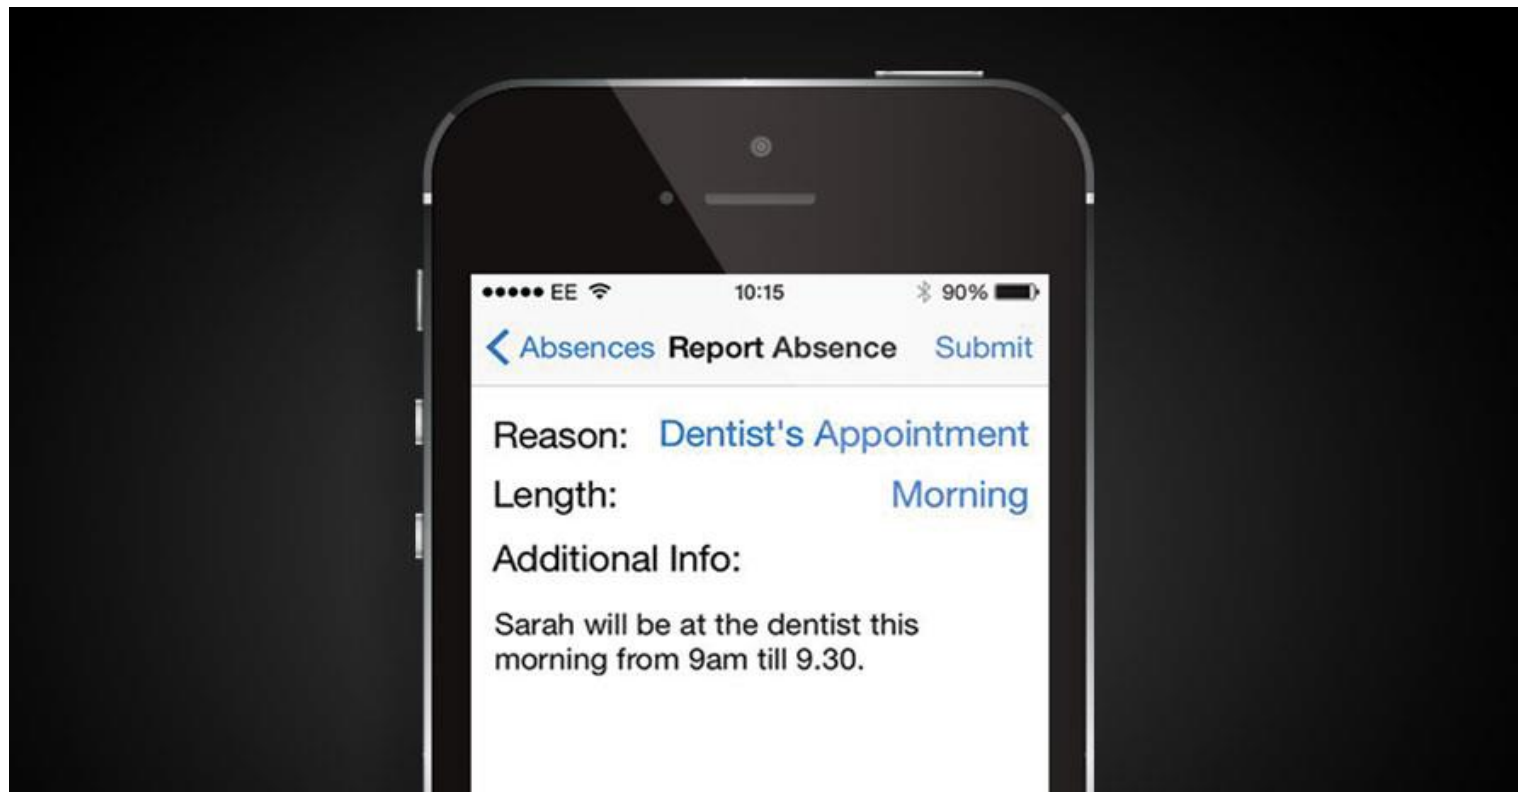 EE 10:15 90%
Absences Report Absence Submit
Reason: Dentist's Appointment
Length: Morning
Additional Info:
Sarah will be at the dentist this
morning from 9am till 9.30.